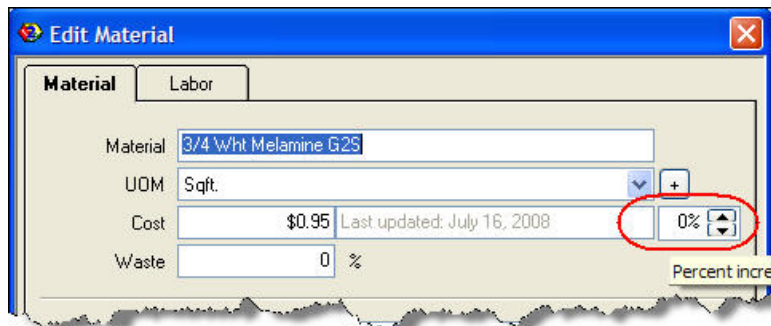 Edit Material
Material Labor
Material 3/4 Wht Melamine G2S
UOM Sqft. +
Cost $0.95 Last updated: July 16, 2008 0%
Waste 0 %
Percent incre